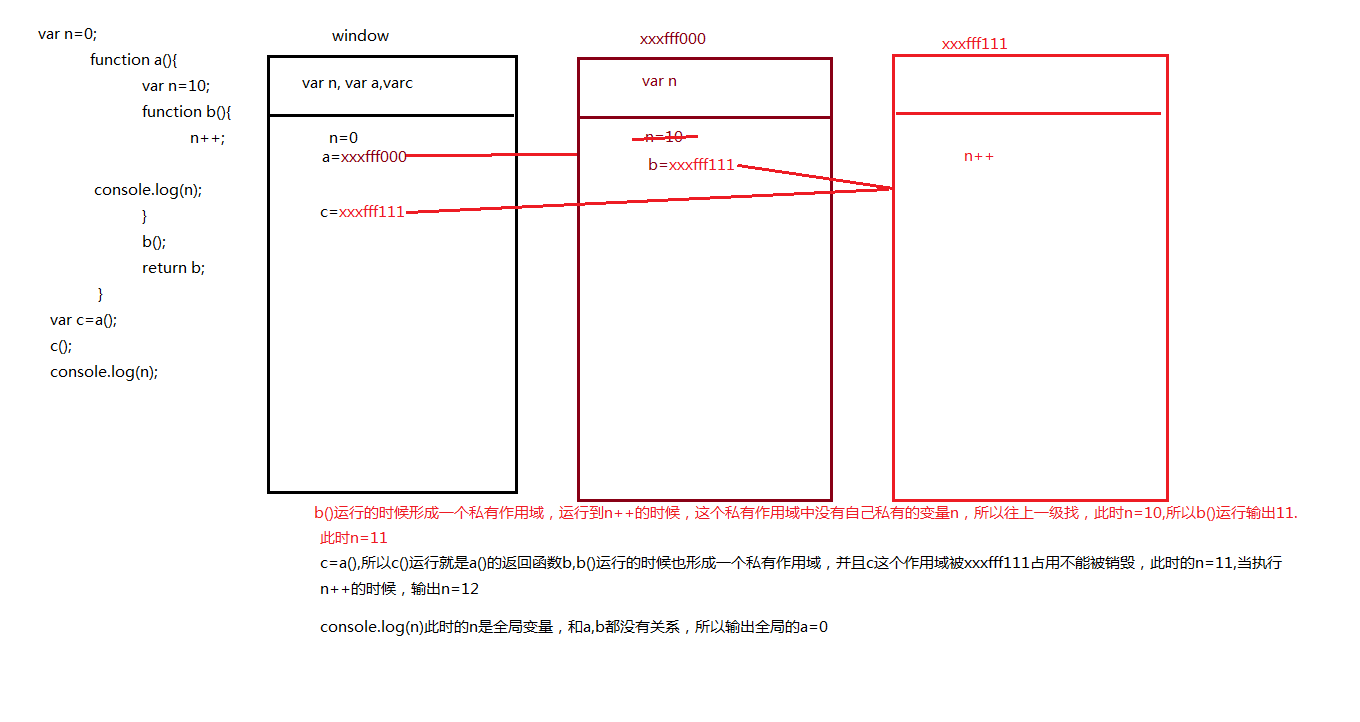 var n=0;
function a(){
var n=10;
function b(){
n++;
console.log(n);
}
b();
return b;
}
var c=a();
c();
console.log(n);
window
var n, var a,varc
n=0
a=xxxfff000
c=xxxfff111
xxxfff000
var n
n=10
b=xxxfff111
xxxfff111
n++
b()运行的时候形成一个私有作用域，运行到n++的时候，这个私有作用域中没有自己私有的变量n，所以往上一级找，此时n=10,所以b()运行输出11.
此时n=11
c=a(),所以c()运行就是a()的返回函数b,b()运行的时候也形成一个私有作用域，并且c这个作用域被xxxfff111占用不能被销毁，此时的n=11,当执行
n++的时候，输出n=12
console.log(n)此时的n是全局变量，和a,b都没有关系，所以输出全局的a=0